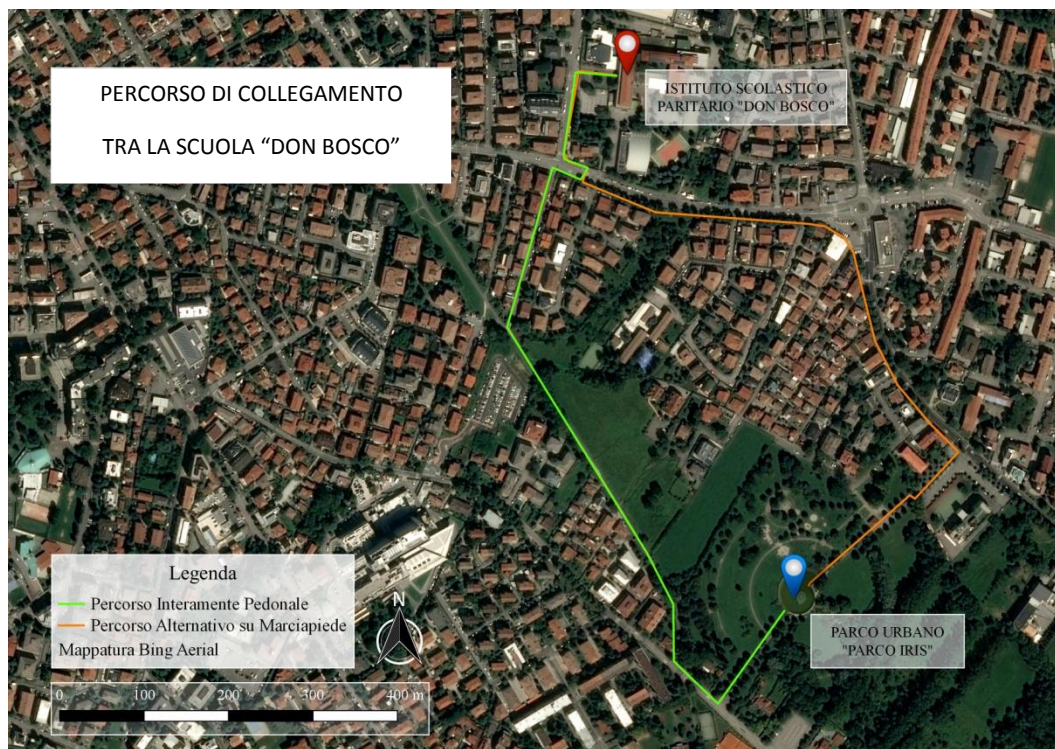 PERCORSO DI COLLEGAMENTO
TRA LA SCUOLA “DON BOSCO”
ISTITUTO SCOLASTICO
PARITARIO "DON BOSCO"
Legenda
Percorso Interamente Pedonale
Percorso Alternativo su Marciapiede
Mappatura Bing Aerial
N
0 100 200 300 400 m
PARCO URBANO
"PARCO IRIS"